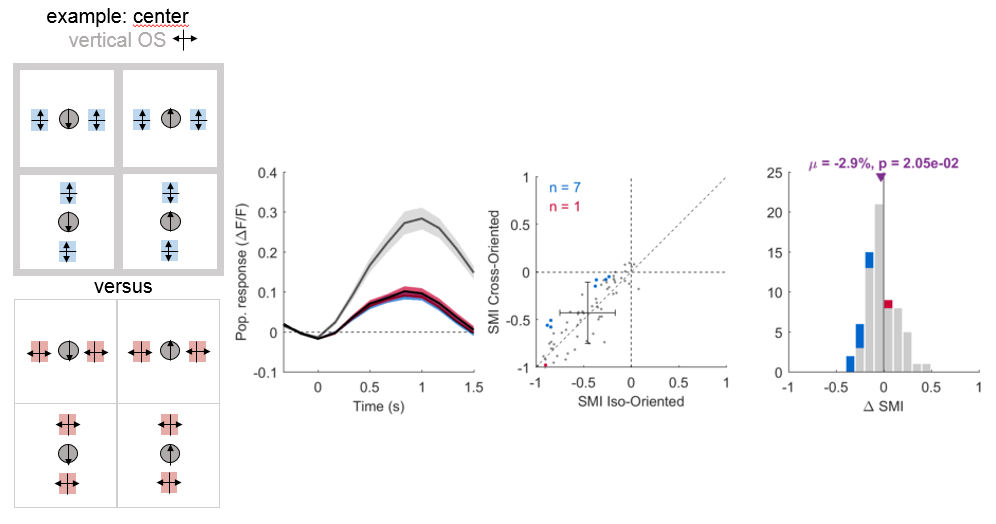 example: center
vertical OS
versus
0.4
0.3
0.2
0.1
0
-0.1
Pop. response (ΔF/F)
0
0.5
1
1.5
Time (s)
n = 7
n = 1
1
0.5
0
-0.5
-1
SMI Cross-Oriented
-1
-0.5
0
0.5
1
SMI Iso-Oriented
μ = -2.9%, p = 2.05e-02
25
20
15
10
5
0
-1
-0.5
0
0.5
1
Δ SMI